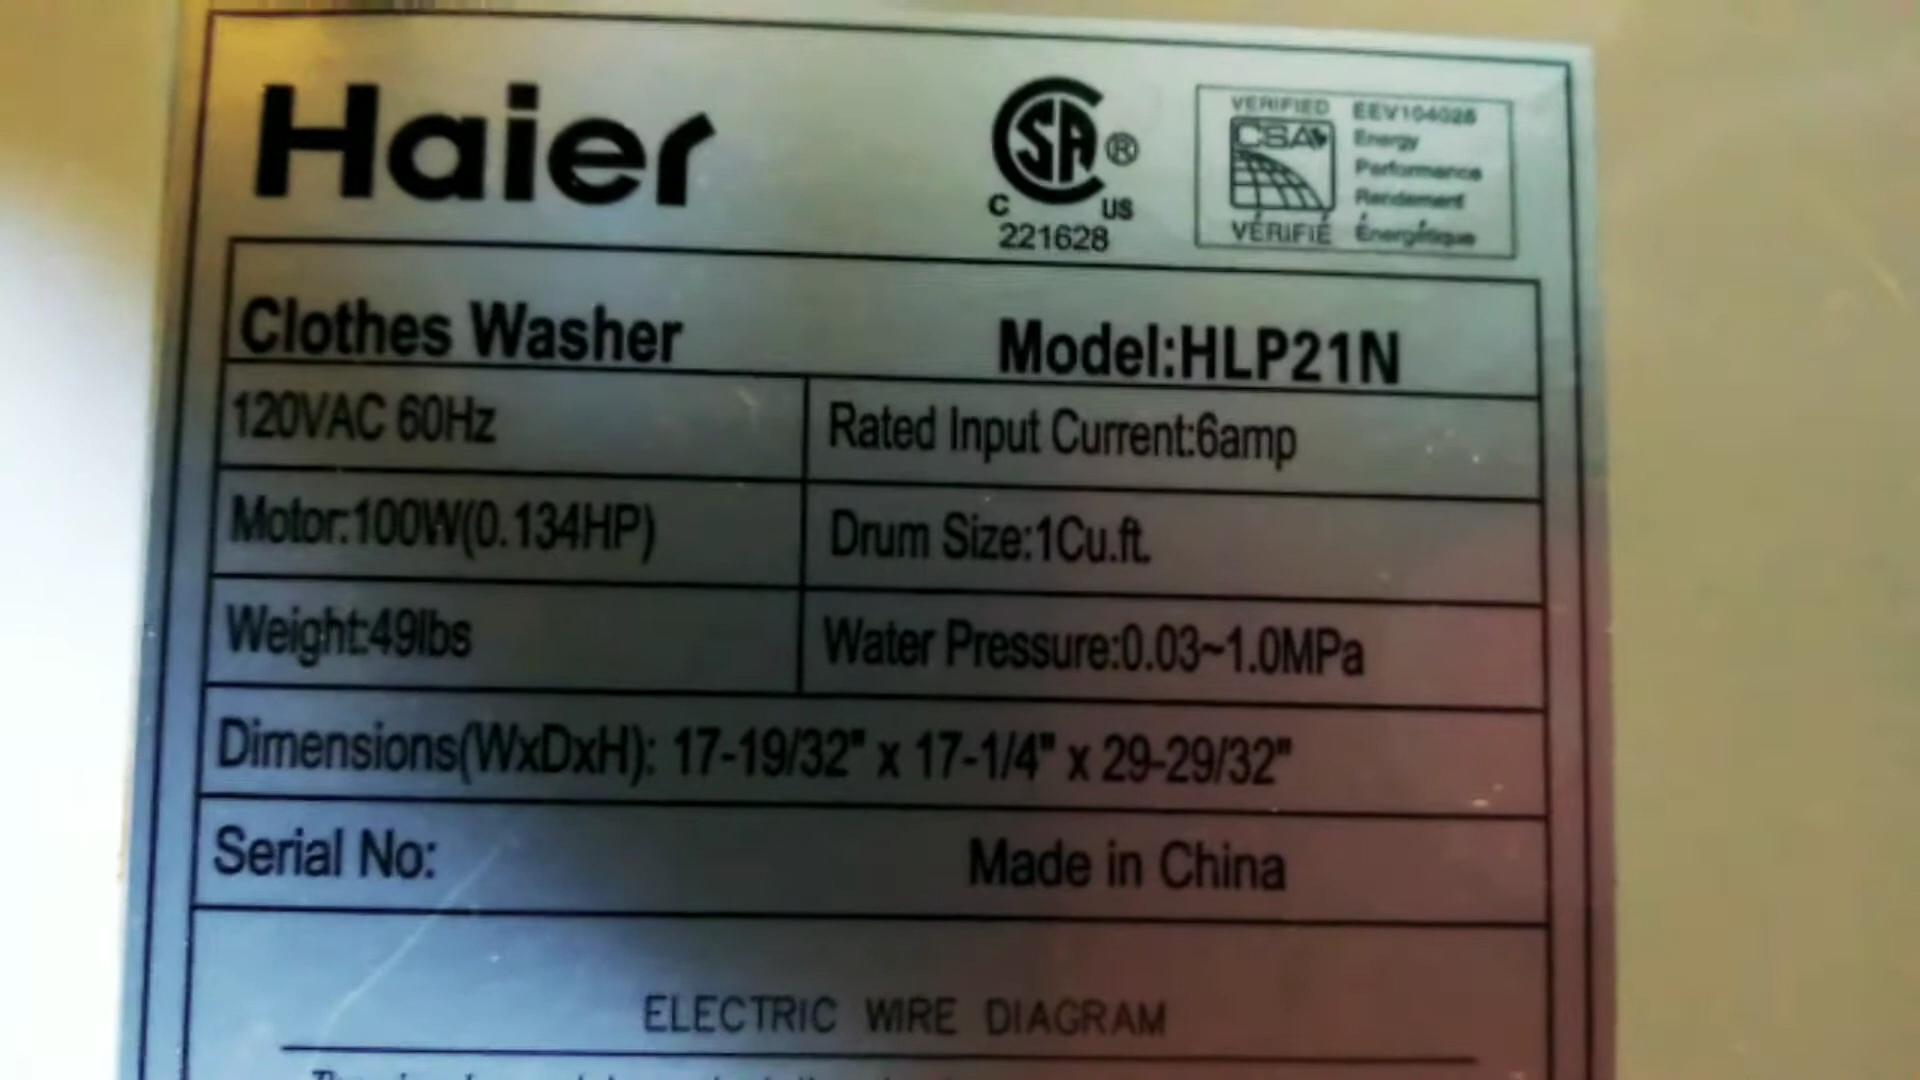 Haier
CSA®
C US
221628
VERIFIED EEV104028
CSA Energy
Performance
Rendement
VÉRIFIÉ Énergétique
Clothes Washer Model:HLP21N
120VAC 60Hz Rated Input Current:6amp
Motor:100W(0.134HP) Drum Size:1Cu.ft.
Weight:49lbs Water Pressure:0.03~1.0MPa
Dimensions(WxDxH): 17-19/32" x 17-1/4" x 29-29/32"
Serial No: Made in China
ELECTRIC WIRE DIAGRAM